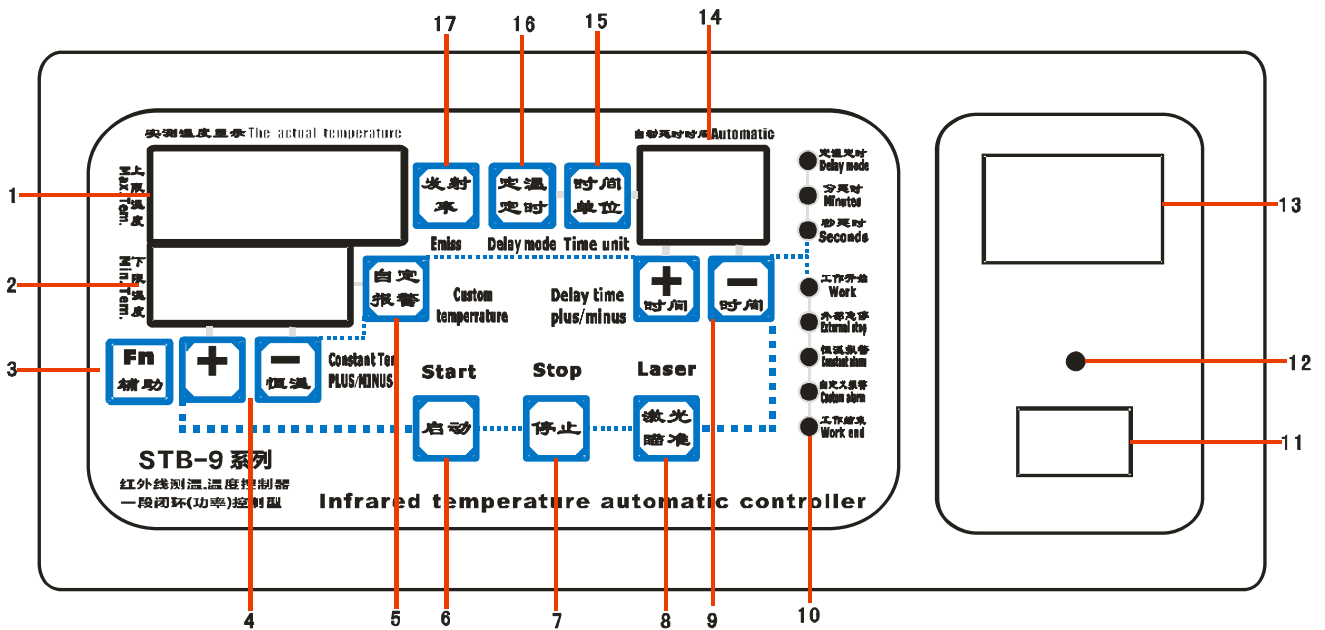 17
16
15
14
实测温度显示 The actual temperature
自动延时时间 Automatic
上限温度
Max.Tem.
发射率
定温定时
时间单位
Emiss
Delay mode
Time unit
定温定时
Delay mode
分延时
Minutes
秒延时
Seconds
1
13
下限温度
Min.Tem.
自定报警
Custom
temperrature
Delay time
plus/minus
+
时间
−
时间
工作开始
Work
外部急停
External stop
恒温报警
Constant alarm
自定义报警
Custom alarm
工作结束
Work end
2
12
3
Fn
补助
+
−
恒温
Constant Ten
PLUS/MINUS
Start
Stop
Laser
启动
停止
激光瞄准
11
STB-9 系列
红外线测温.温度控制器
一段闭环(功率)控制型
Infrared temperature automatic controller
4
5
6
7
8
9
10